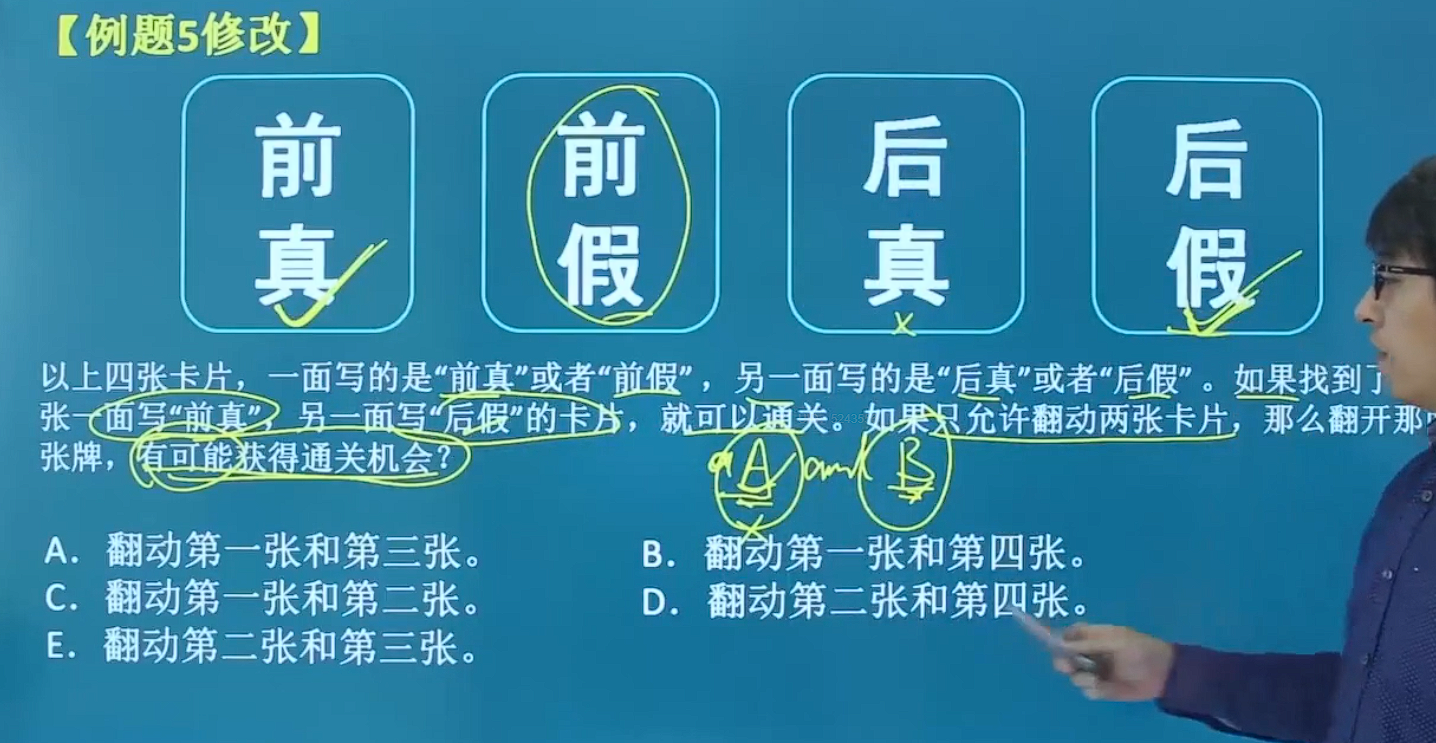 【例题5修改】
前 前 后 后
真 假 真 假
以上四张卡片，一面写的是“前真”或者“前假”，另一面写的是“后真”或者“后假”。如果找到了
张一面写“前真”，另一面写“后假”的卡片，就可以通关。如果只允许翻动两张卡片，那么翻开那
张牌，有可能获得通关机会？
A and B
A. 翻动第一张和第三张。 B. 翻动第一张和第四张。
C. 翻动第一张和第二张。 D. 翻动第二张和第四张。
E. 翻动第二张和第三张。